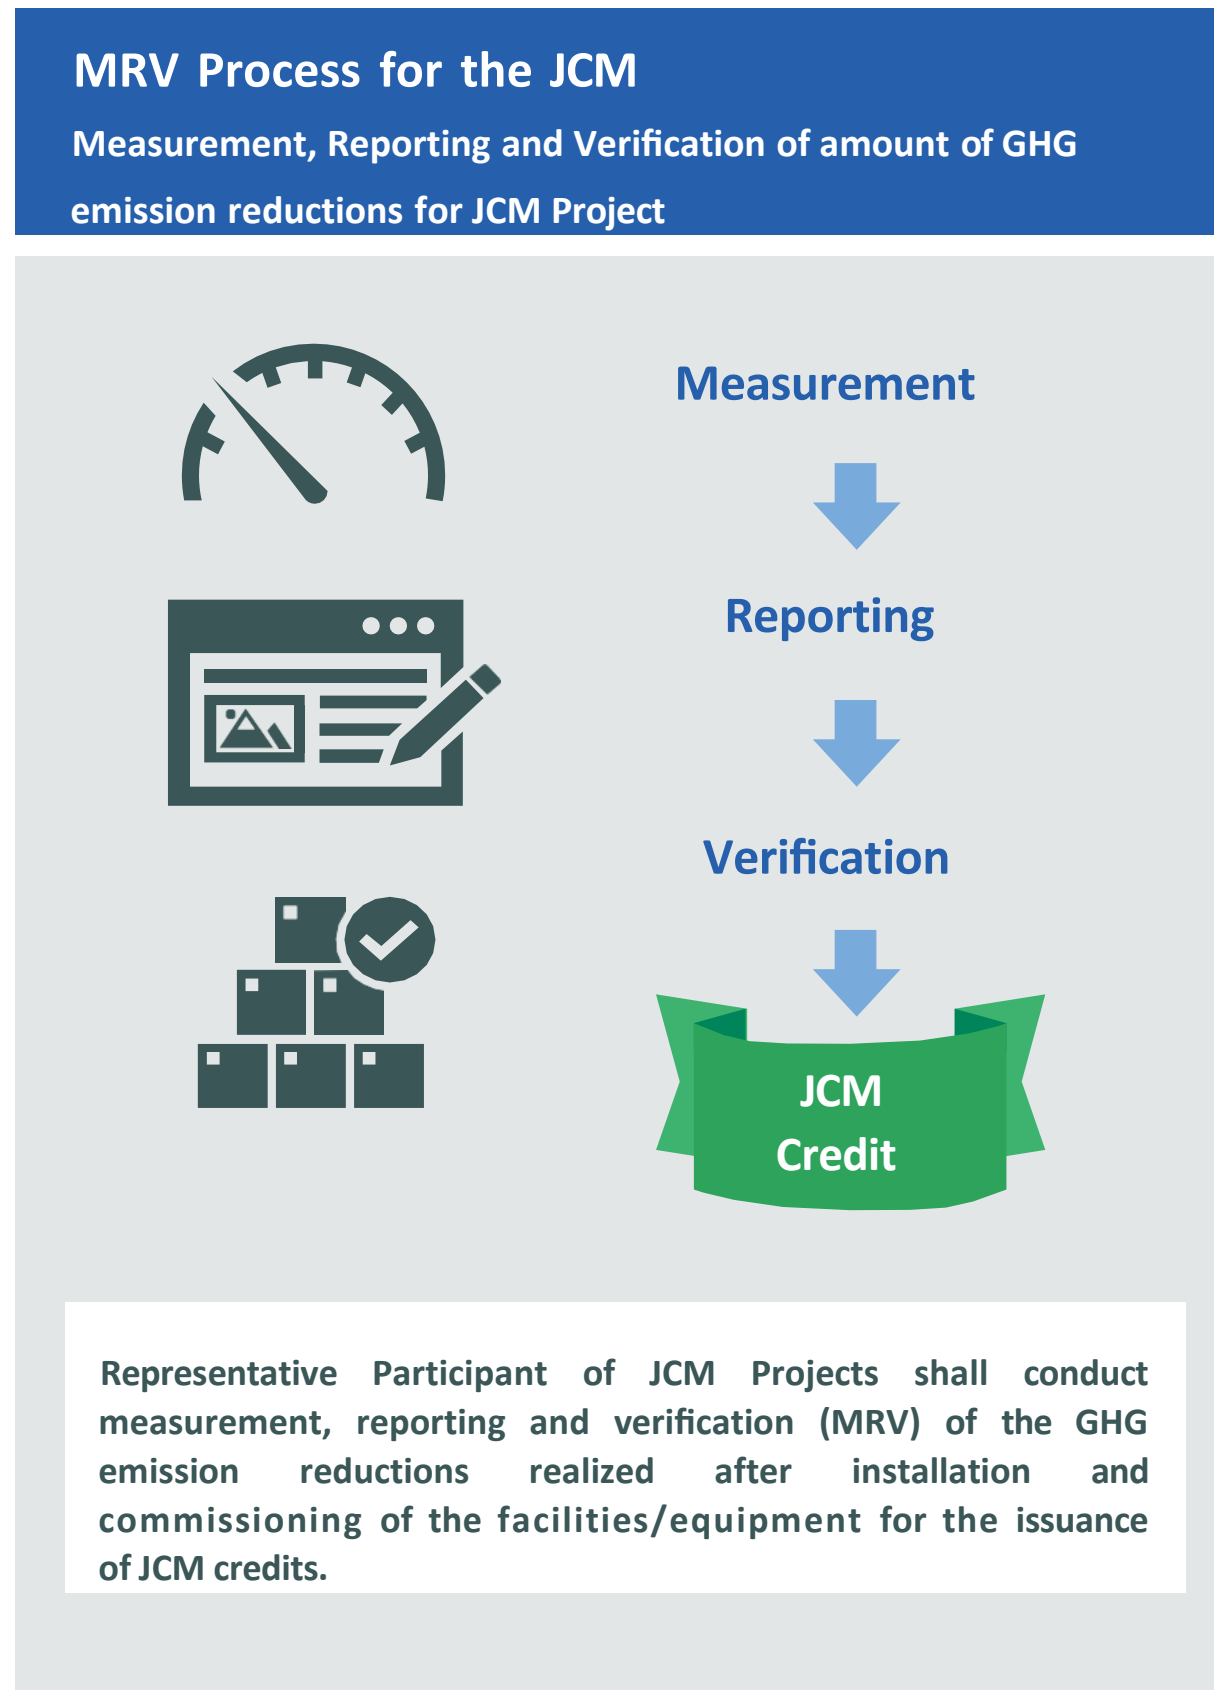 MRV Process for the JCM
Measurement, Reporting and Verification of amount of GHG
emission reductions for JCM Project
Measurement
Reporting
Verification
JCM
Credit
Representative Participant of JCM Projects shall conduct
measurement, reporting and verification (MRV) of the GHG
emission reductions realized after installation and
commissioning of the facilities/equipment for the issuance
of JCM credits.